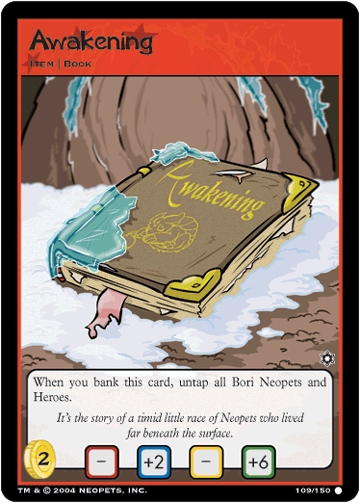 Awakening
ITEM | BOOK
Awakening
When you bank this card, untap all Bori Neopets and
Heroes.
It's the story of a timid little race of Neopets who lived
far beneath the surface.
2
–
+2
–
+6
TM & © 2004 NEOPETS, INC.
109/150